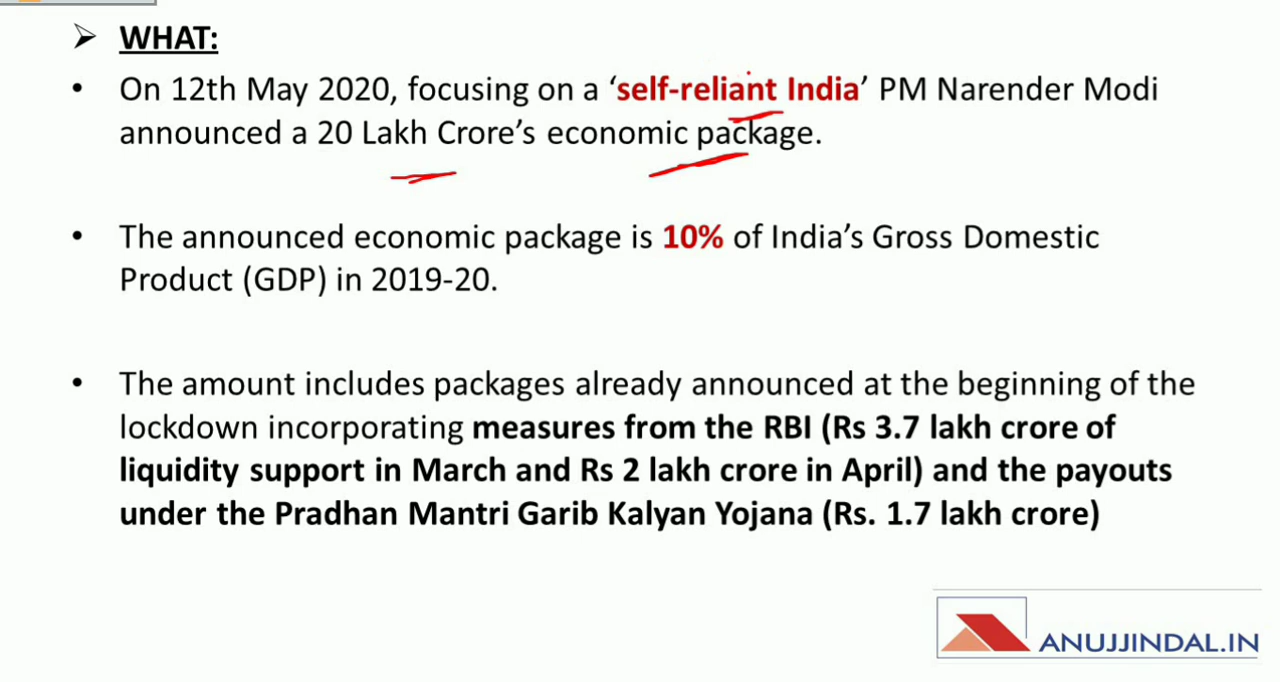 WHAT:
On 12th May 2020, focusing on a ‘self-reliant India’ PM Narender Modi
announced a 20 Lakh Crore’s economic package.
The announced economic package is 10% of India’s Gross Domestic
Product (GDP) in 2019-20.
The amount includes packages already announced at the beginning of the
lockdown incorporating measures from the RBI (Rs 3.7 lakh crore of
liquidity support in March and Rs 2 lakh crore in April) and the payouts
under the Pradhan Mantri Garib Kalyan Yojana (Rs. 1.7 lakh crore)
ANUJJINDAL.IN